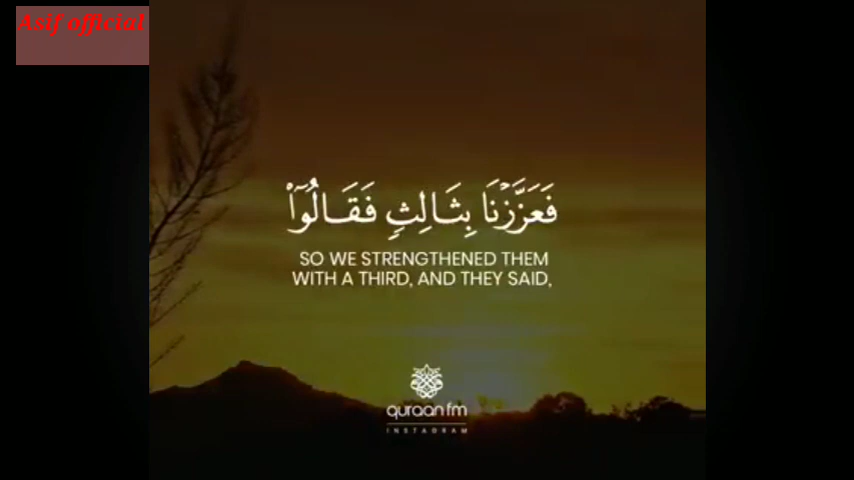 Asif official
فَعَزَّزْنَا بِثَالِثٍ فَقَالُوٓا۟
SO WE STRENGTHENED THEM
WITH A THIRD, AND THEY SAID,
quraan fm
INSTAGRAM